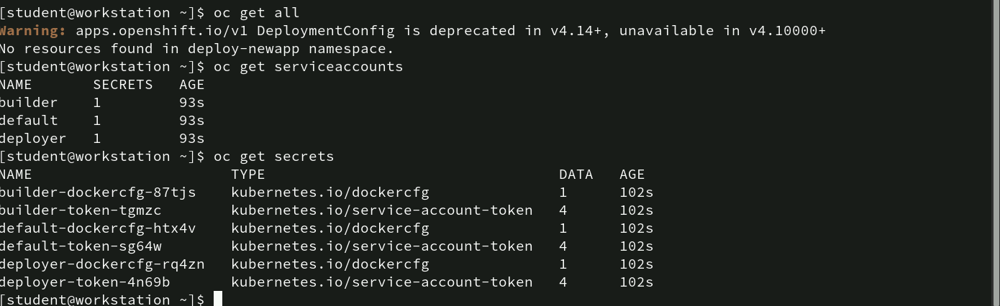 [student@workstation ~]$ oc get all
Warning: apps.openshift.io/v1 DeploymentConfig is deprecated in v4.14+, unavailable in v4.10000+
No resources found in deploy-newapp namespace.
[student@workstation ~]$ oc get serviceaccounts
NAME       SECRETS   AGE
builder    1         93s
default    1         93s
deployer   1         93s
[student@workstation ~]$ oc get secrets
NAME                       TYPE                                  DATA   AGE
builder-dockercfg-87tjs    kubernetes.io/dockercfg               1      102s
builder-token-tgmzc        kubernetes.io/service-account-token   4      102s
default-dockercfg-htx4v    kubernetes.io/dockercfg               1      102s
default-token-sg64w        kubernetes.io/service-account-token   4      102s
deployer-dockercfg-rq4zn   kubernetes.io/dockercfg               1      102s
deployer-token-4n69b       kubernetes.io/service-account-token   4      102s
[student@workstation ~]$